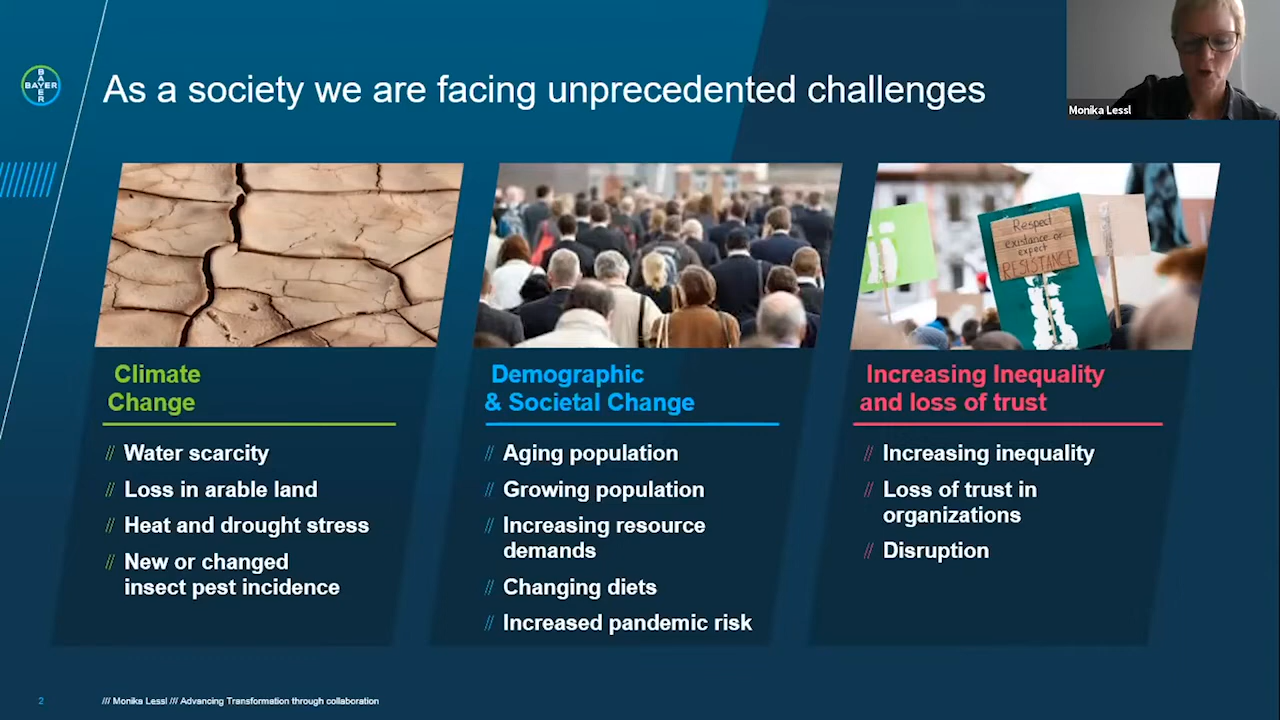 BAYER
BAYER
As a society we are facing unprecedented challenges
Monika Lessl
Respect
existance or
expect
RESISTANCE
Climate
Change
// Water scarcity
// Loss in arable land
// Heat and drought stress
// New or changed
insect pest incidence
Demographic
& Societal Change
// Aging population
// Growing population
// Increasing resource
demands
// Changing diets
// Increased pandemic risk
Increasing Inequality
and loss of trust
// Increasing inequality
// Loss of trust in
organizations
// Disruption
2
/// Monika Lessl /// Advancing Transformation through collaboration